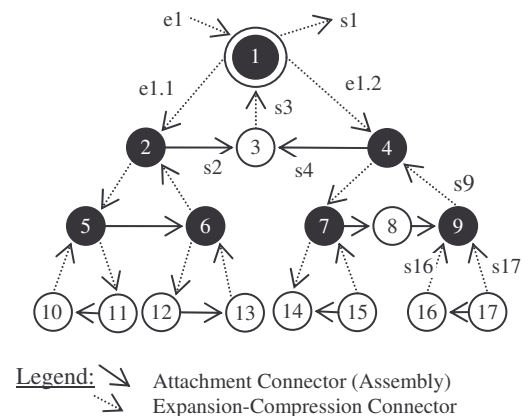 e1 s1
1
e1.1 s3 e1.2
2 s2 3 s4 4
s9
5 6 7 8 9
s16 s17
10 11 12 13 14 15 16 17
Legend: Attachment Connector (Assembly)
Expansion-Compression Connector